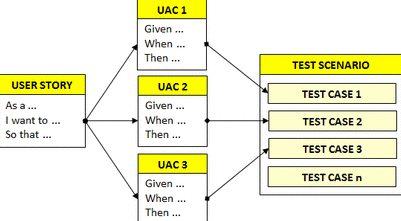 USER STORY
As a ...
I want to ...
So that ...
UAC 1
Given ...
When ...
Then ...
UAC 2
Given ...
When ...
Then ...
UAC 3
Given ...
When ...
Then ...
TEST SCENARIO
TEST CASE 1
TEST CASE 2
TEST CASE 3
TEST CASE n